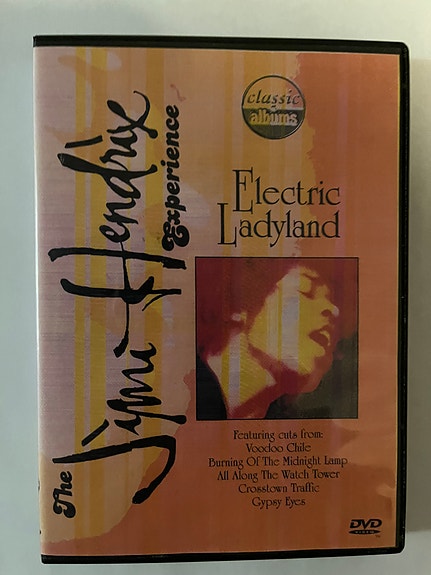 The Jimi Hendrix
Experience
classic
albums
Electric
Ladyland
Featuring cuts from:
Voodoo Chile
Burning Of The Midnight Lamp
All Along The Watch Tower
Crosstown Traffic
Gypsy Eyes
DVD
VIDEO